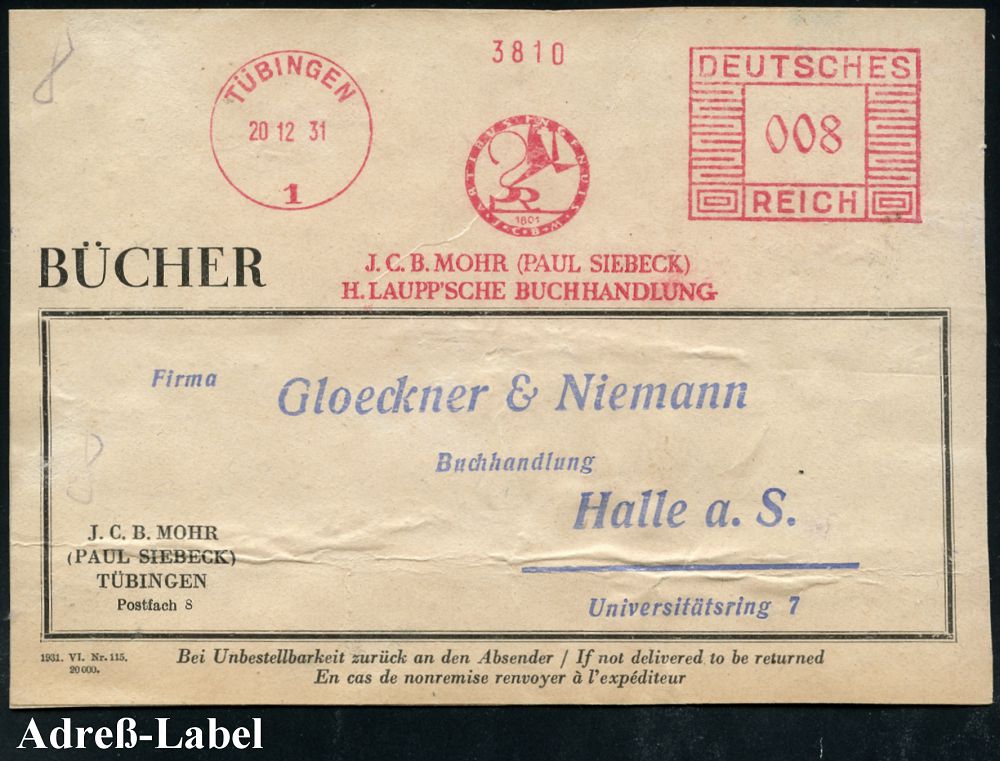 3810
TÜBINGEN
20 12 31
1
DEUTSCHES
008
REICH
ARTIBUS INGENUIS
1801
J·C·B·M
J. C. B. MOHR (PAUL SIEBECK)
H. LAUPP'SCHE BUCHHANDLUNG
BÜCHER
Firma
Gloeckner & Niemann
Buchhandlung
Halle a. S.
Universitätsring 7
J. C. B. MOHR
(PAUL SIEBECK)
TÜBINGEN
Postfach 8
1931. VI. Nr. 115.
20 000.
Bei Unbestellbarkeit zurück an den Absender / If not delivered to be returned
En cas de nonremise renvoyer à l'expéditeur
Adreß-Label